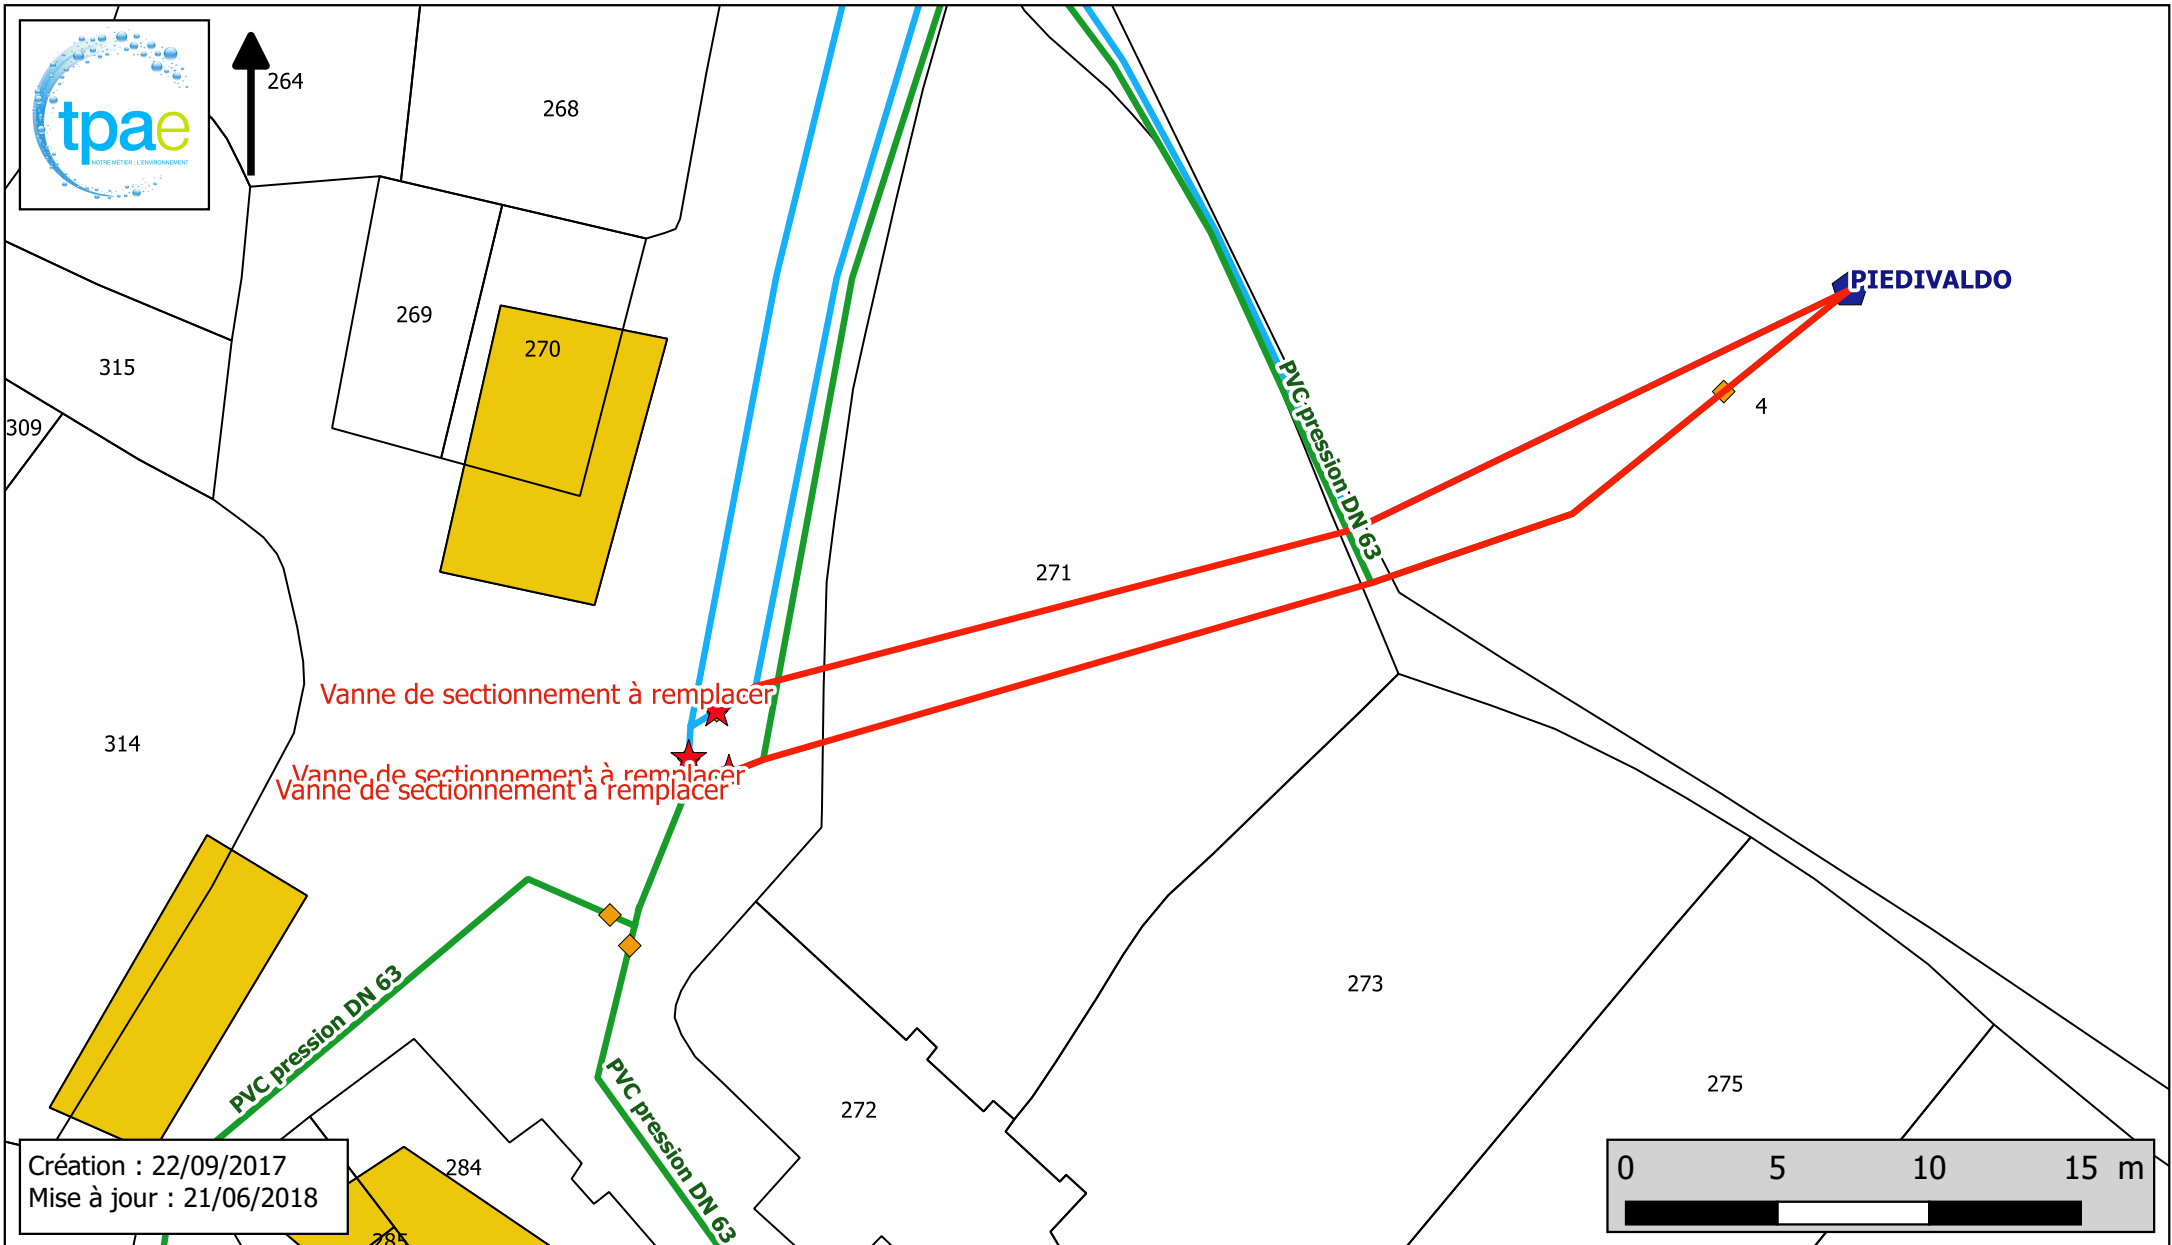 tpae
NOTRE MÉTIER : L'ENVIRONNEMENT
264
268
PIEDIVALDO
269
270
315
309
4
PVC pression DN 63
271
Vanne de sectionnement à remplacer
314
Vanne de sectionnement à remplacer
Vanne de sectionnement à remplacer
273
PVC pression DN 63
275
272
PVC pression DN 63
284
285
Création : 22/09/2017
Mise à jour : 21/06/2018
0 5 10 15 m